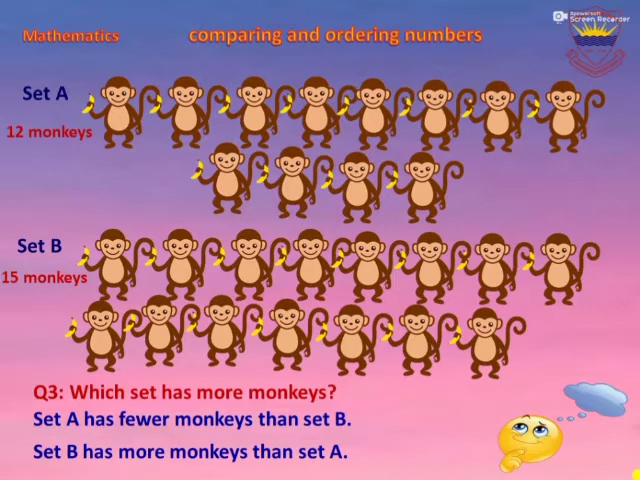 Apowersoft
Screen Recorder
Mathematics
comparing and ordering numbers
Set A
12 monkeys
Set B
15 monkeys
Q3: Which set has more monkeys?
Set A has fewer monkeys than set B.
Set B has more monkeys than set A.